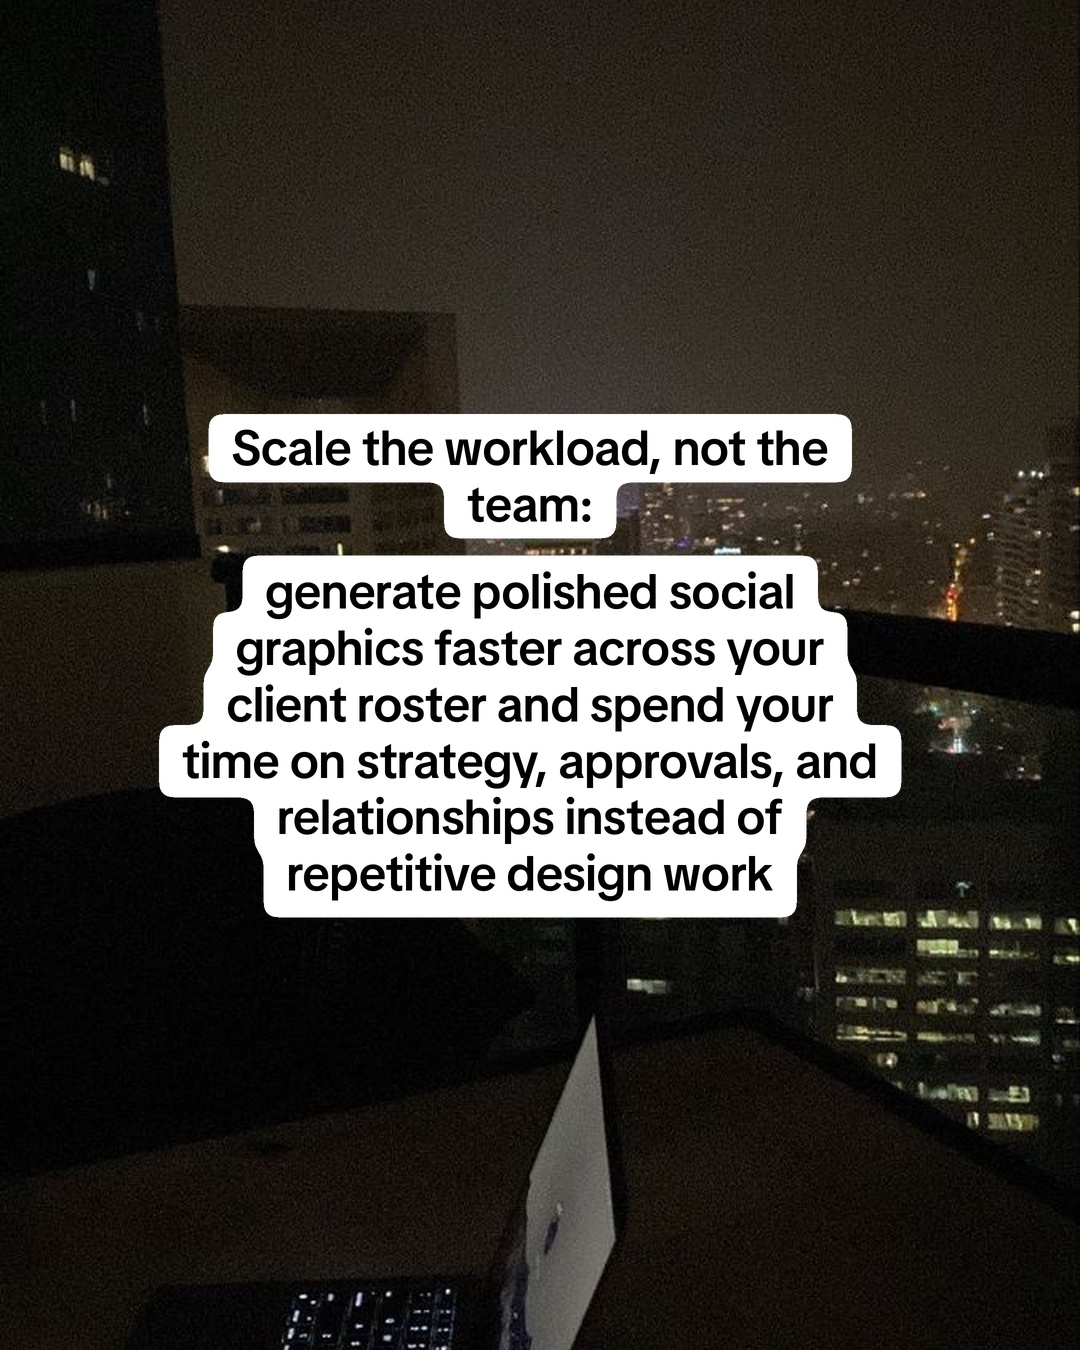 Scale the workload, not the
team:
generate polished social
graphics faster across your
client roster and spend your
time on strategy, approvals, and
relationships instead of
repetitive design work